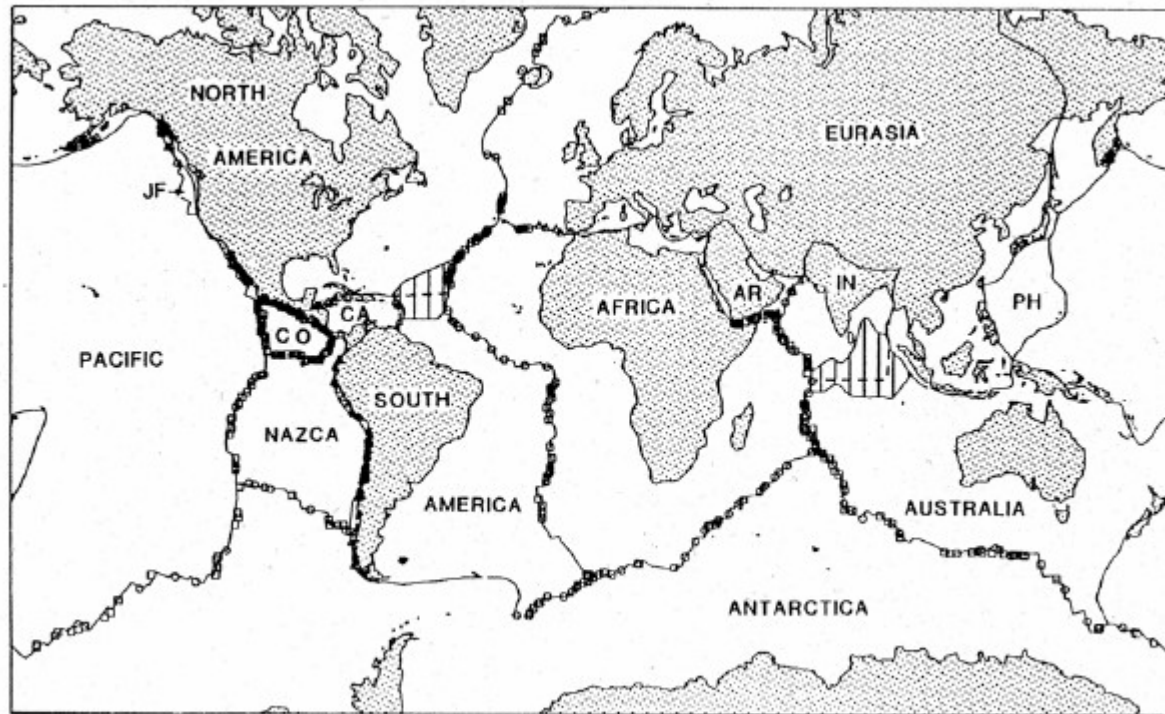 NORTH
AMERICA
EURASIA
JF
AFRICA
AR
IN
PH
CA
CO
PACIFIC
SOUTH
NAZCA
AMERICA
AUSTRALIA
ANTARCTICA